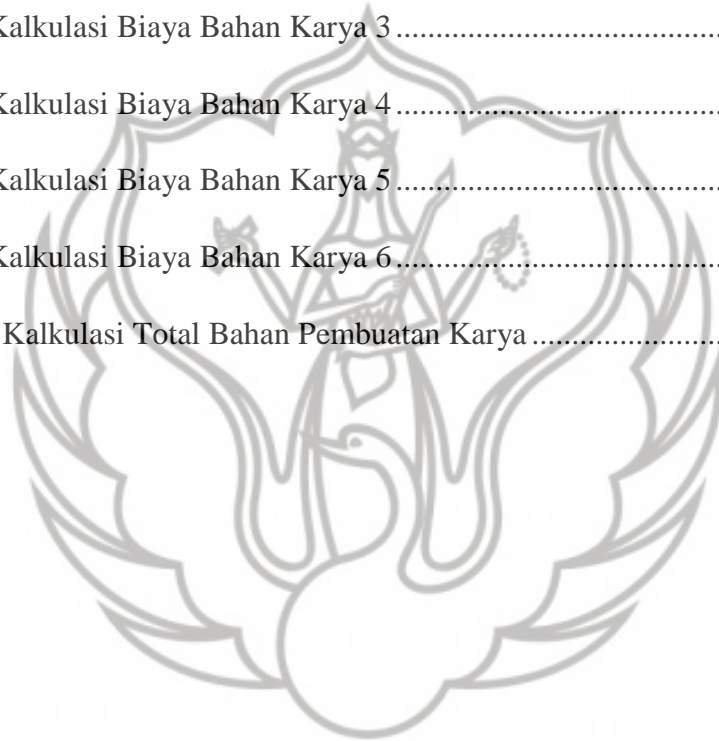 Kalkulasi Biaya Bahan Karya 3 ........................................
Kalkulasi Biaya Bahan Karya 4 ........................................
Kalkulasi Biaya Bahan Karya 5 ........................................
Kalkulasi Biaya Bahan Karya 6 ........................................
Kalkulasi Total Bahan Pembuatan Karya .......................